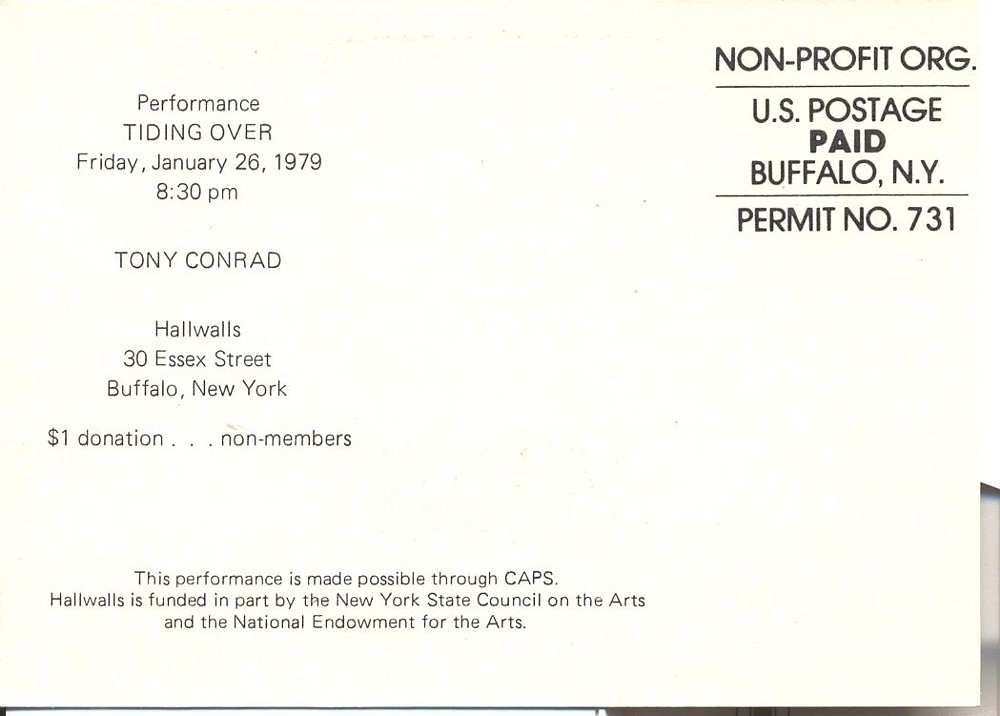 Performance
TIDING OVER
Friday, January 26, 1979
8:30 pm
TONY CONRAD
Hallwalls
30 Essex Street
Buffalo, New York
$1 donation . . . non-members
This performance is made possible through CAPS.
Hallwalls is funded in part by the New York State Council on the Arts
and the National Endowment for the Arts.
NON-PROFIT ORG.
U.S. POSTAGE
PAID
BUFFALO, N.Y.
PERMIT NO. 731